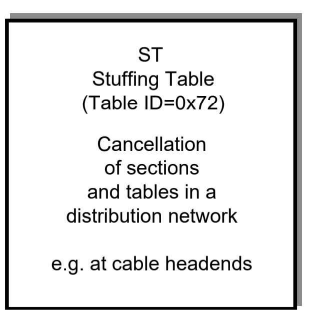 ST
Stuffing Table
(Table ID=0x72)
Cancellation
of sections
and tables in a
distribution network
e.g. at cable headends